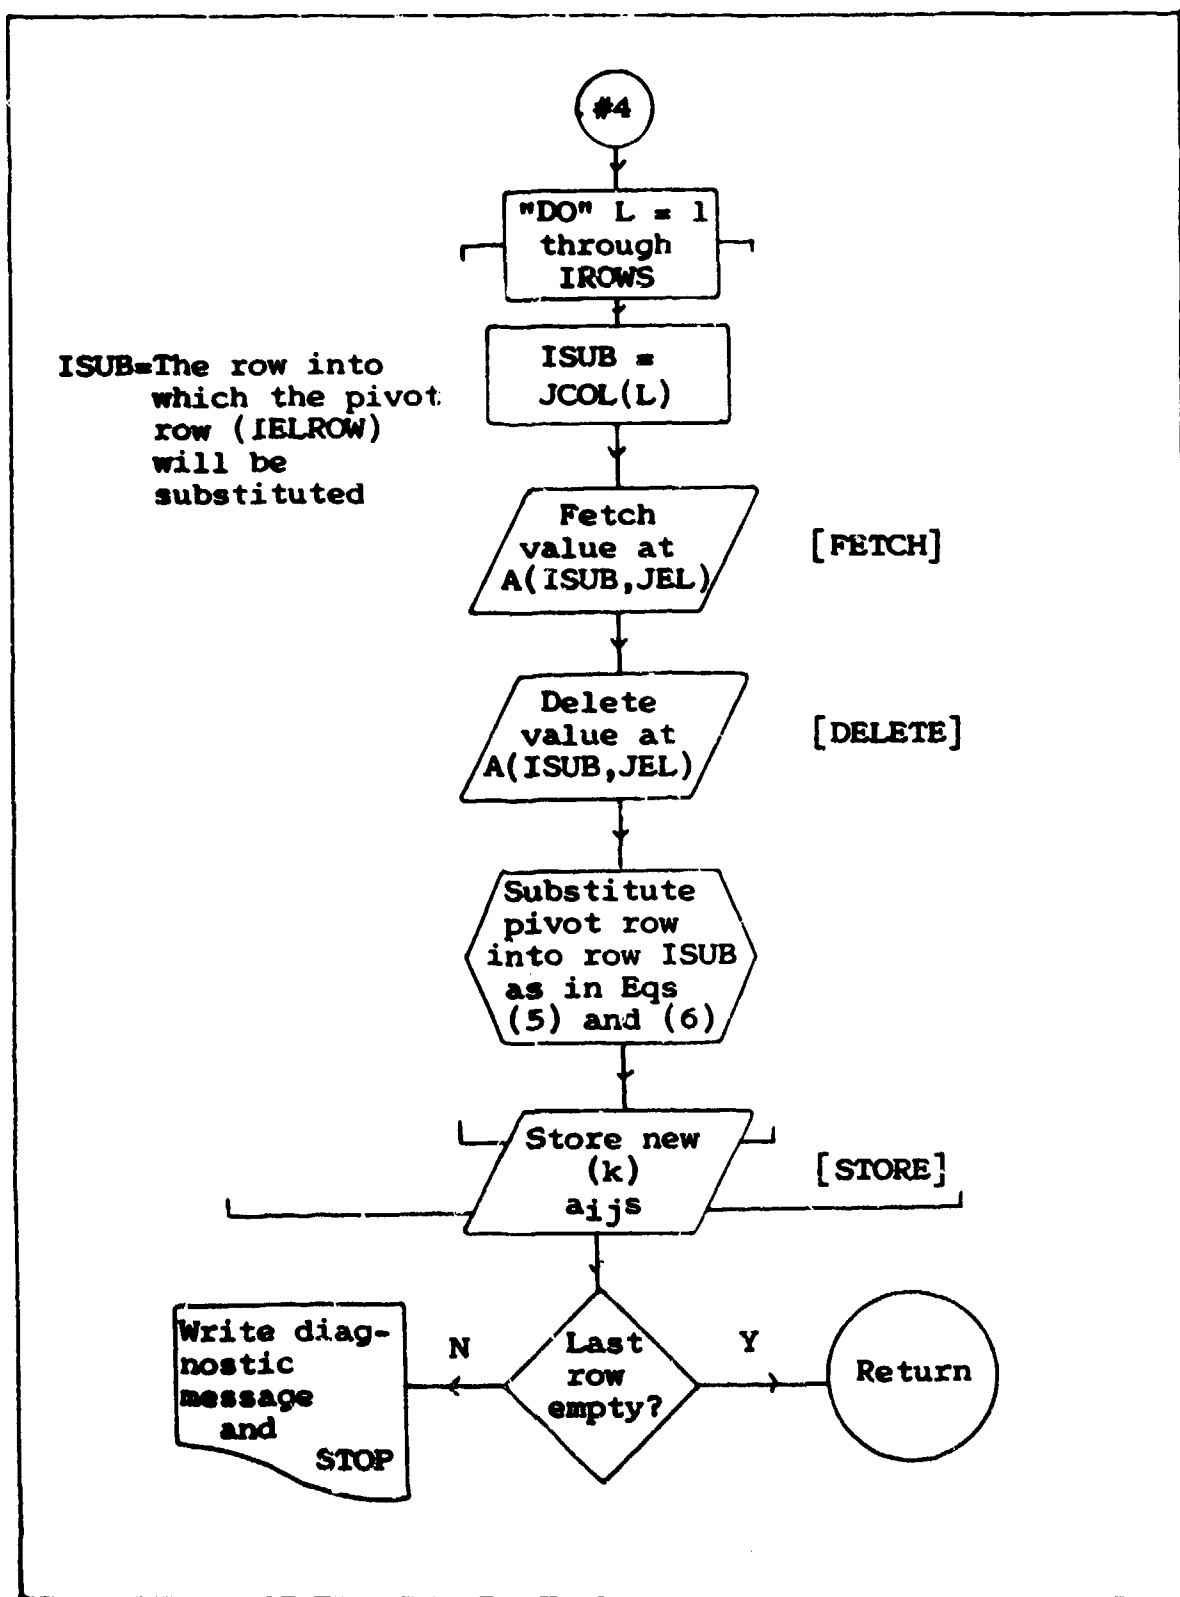 #4
"DO" L = 1
through
IROWS
ISUB =
JCOL(L)
ISUB=The row into
which the pivot
row (IELROW)
will be
substituted
Fetch
value at
A(ISUB,JEL)
[FETCH]
Delete
value at
A(ISUB,JEL)
[DELETE]
Substitute
pivot row
into row ISUB
as in Eqs
(5) and (6)
Store new
(k)
aijs
[STORE]
Last
row
empty?
N
Y
Write diag-
nostic
message
and
STOP
Return